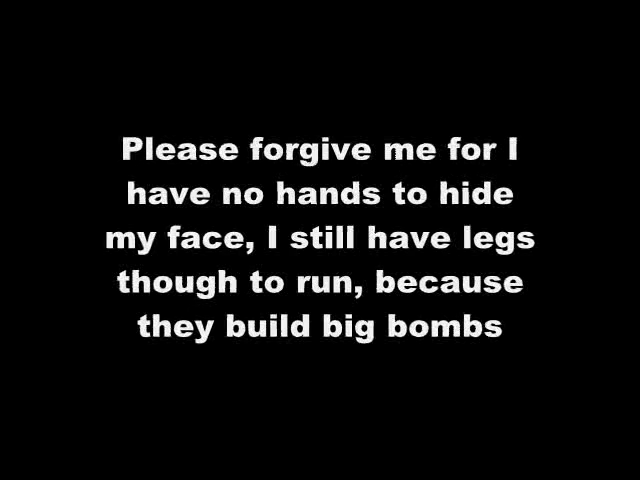 Please forgive me for I
have no hands to hide
my face, I still have legs
though to run, because
they build big bombs